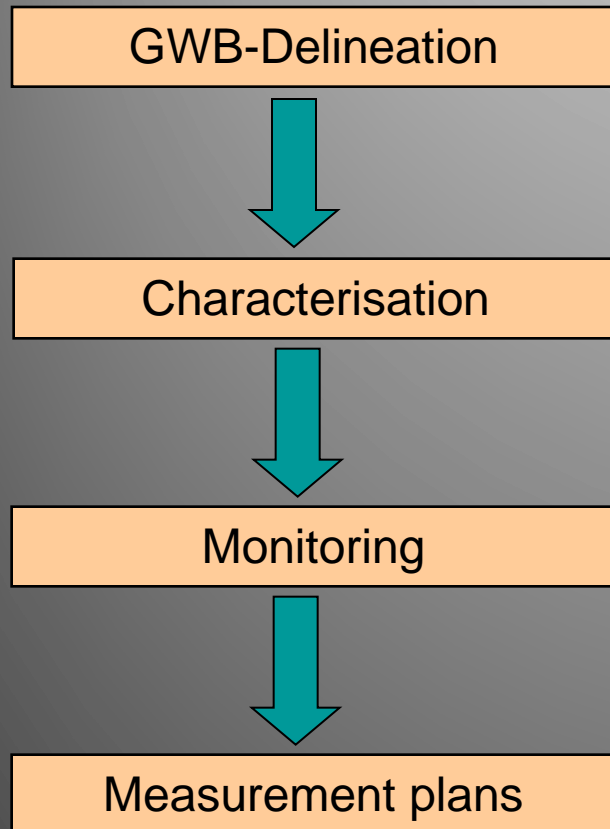 GWB-Delineation
Characterisation
Monitoring
Measurement plans